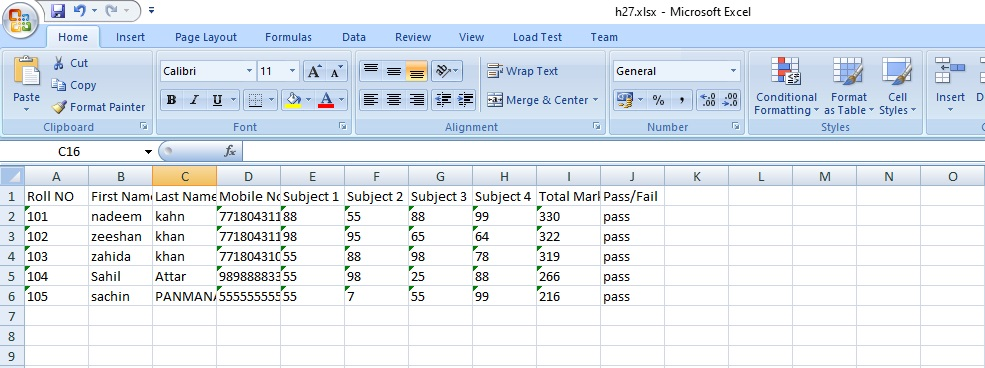 h27.xlsx - Microsoft Excel
Home Insert Page Layout Formulas Data Review View Load Test Team
Cut
Copy
Format Painter
Paste
Clipboard
Calibri 11 A A
B I U A
Font
Wrap Text
Merge & Center
Alignment
General
% ,
Number
Conditional Formatting
Format as Table
Cell Styles
Styles
Insert
C16 fx
A B C D E F G H I J K L M N O
1 Roll NO First Nam Last Name Mobile No Subject 1 Subject 2 Subject 3 Subject 4 Total Mark Pass/Fail
2 101 nadeem kahn 771804311 88 55 88 99 330 pass
3 102 zeeshan khan 771804311 98 95 65 64 322 pass
4 103 zahida khan 771804310 55 88 98 78 319 pass
5 104 Sahil Attar 989888833 55 98 25 88 266 pass
6 105 sachin PANMANA 555555555 55 7 55 99 216 pass
7
8
9